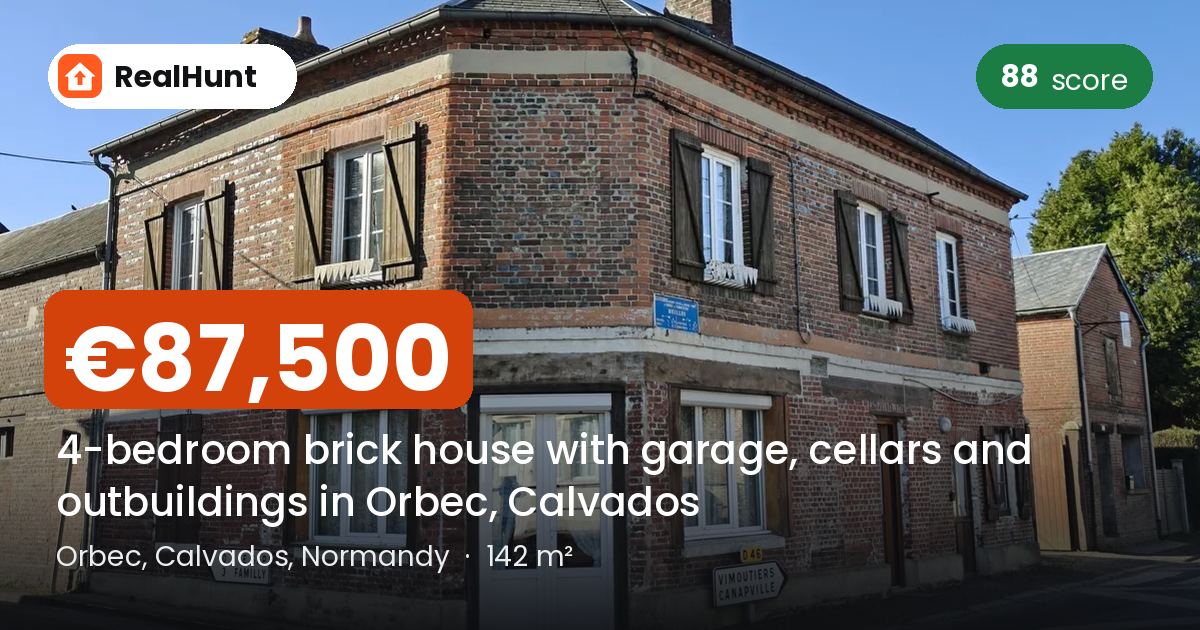 RealHunt
88 score
€87,500
4-bedroom brick house with garage, cellars and
outbuildings in Orbec, Calvados
Orbec, Calvados, Normandy · 142 m²
D 46
VIMOUTIERS
CANAPVILLE
J FAMILLY